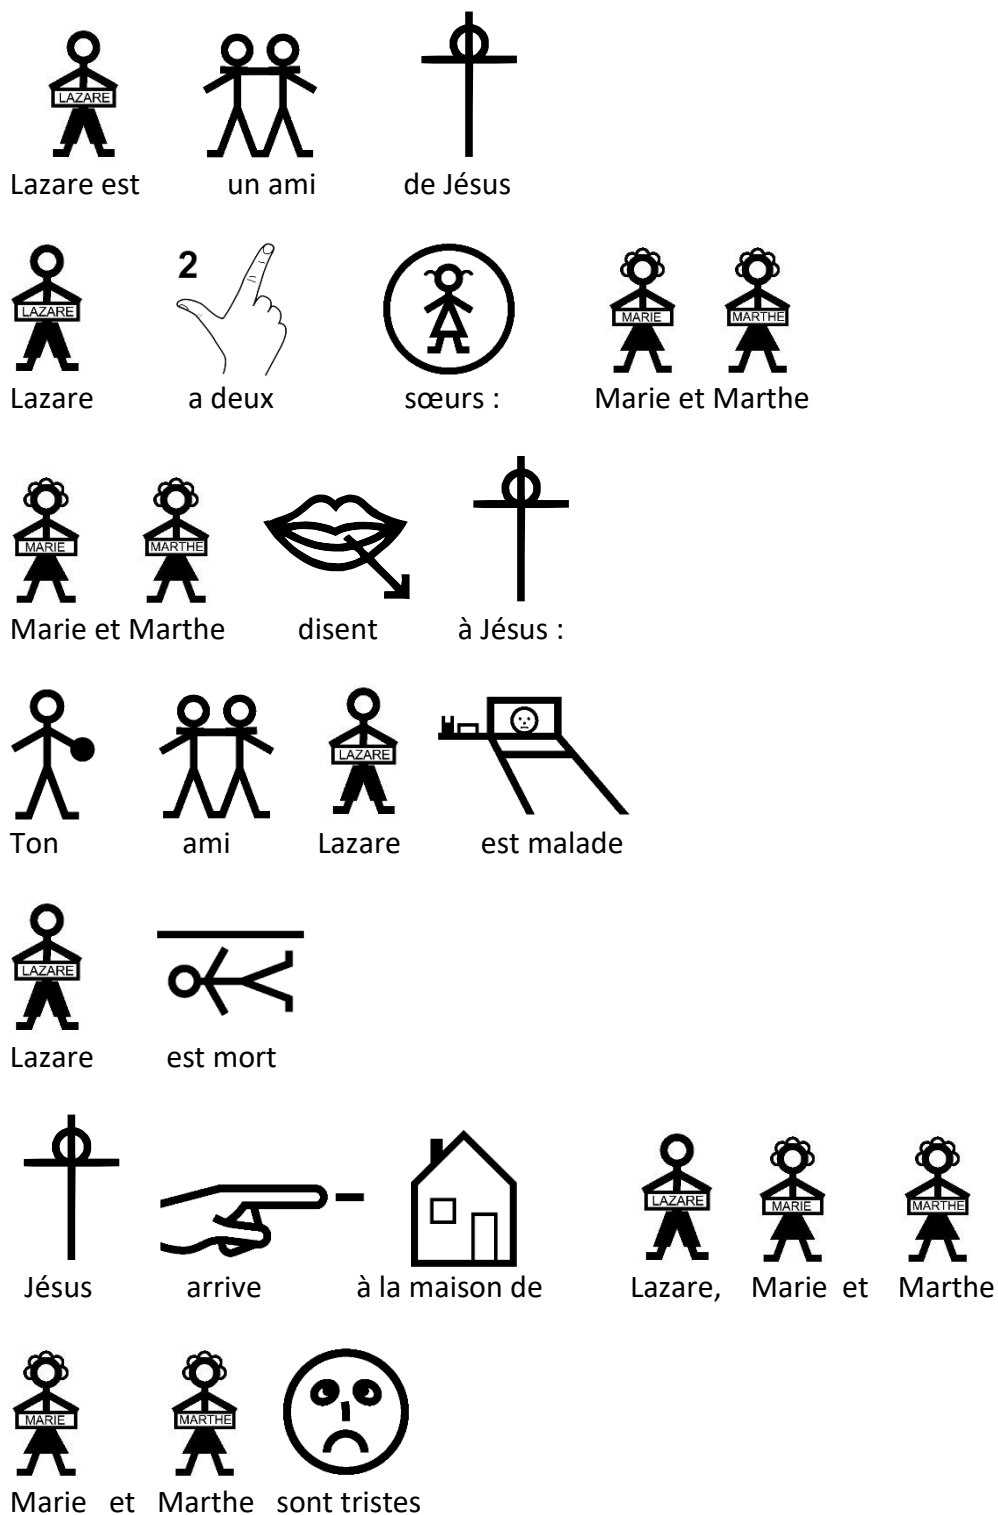 LAZARE
Lazare est un ami de Jésus
LAZARE 2 MARIE MARTHE
Lazare a deux sœurs : Marie et Marthe
MARIE MARTHE
Marie et Marthe disent à Jésus :
LAZARE
Ton ami Lazare est malade
LAZARE
Lazare est mort
LAZARE MARIE MARTHE
Jésus arrive à la maison de Lazare, Marie et Marthe
MARIE MARTHE
Marie et Marthe sont tristes